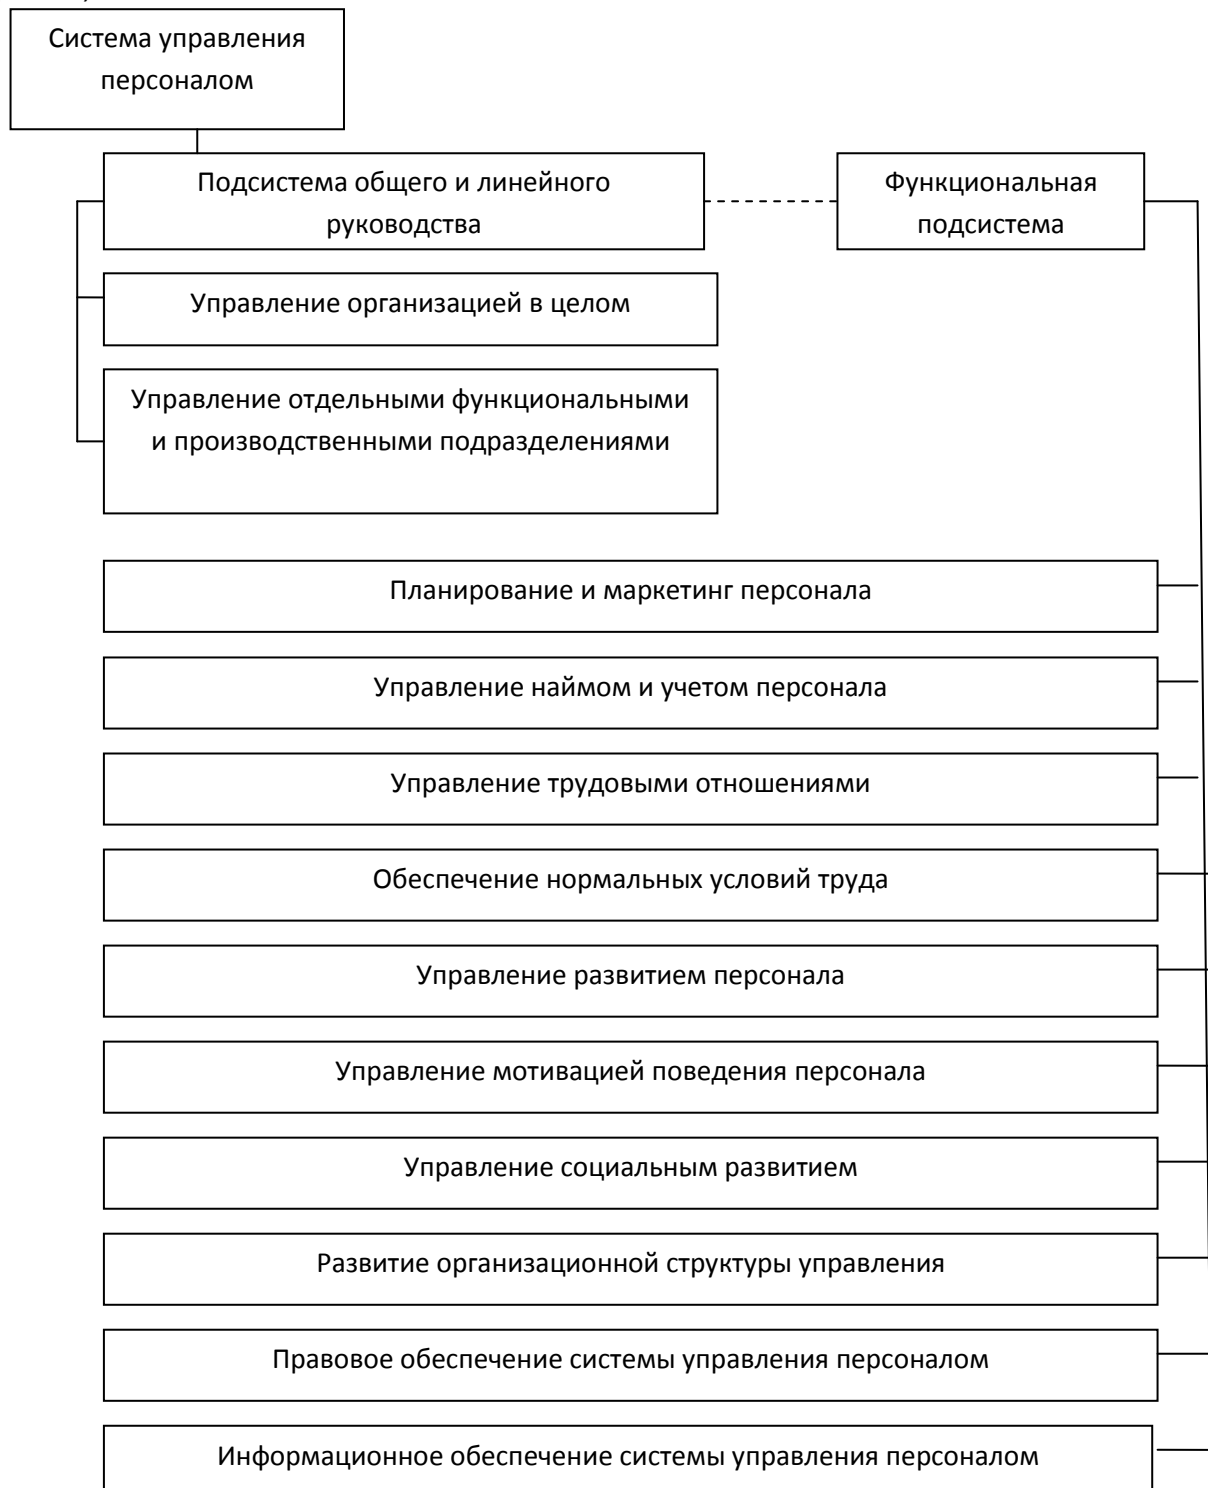 Система управления
персоналом
Подсистема общего и линейного
руководства
Функциональная
подсистема
Управление организацией в целом
Управление отдельными функциональными
и производственными подразделениями
Планирование и маркетинг персонала
Управление наймом и учетом персонала
Управление трудовыми отношениями
Обеспечение нормальных условий труда
Управление развитием персонала
Управление мотивацией поведения персонала
Управление социальным развитием
Развитие организационной структуры управления
Правовое обеспечение системы управления персоналом
Информационное обеспечение системы управления персоналом